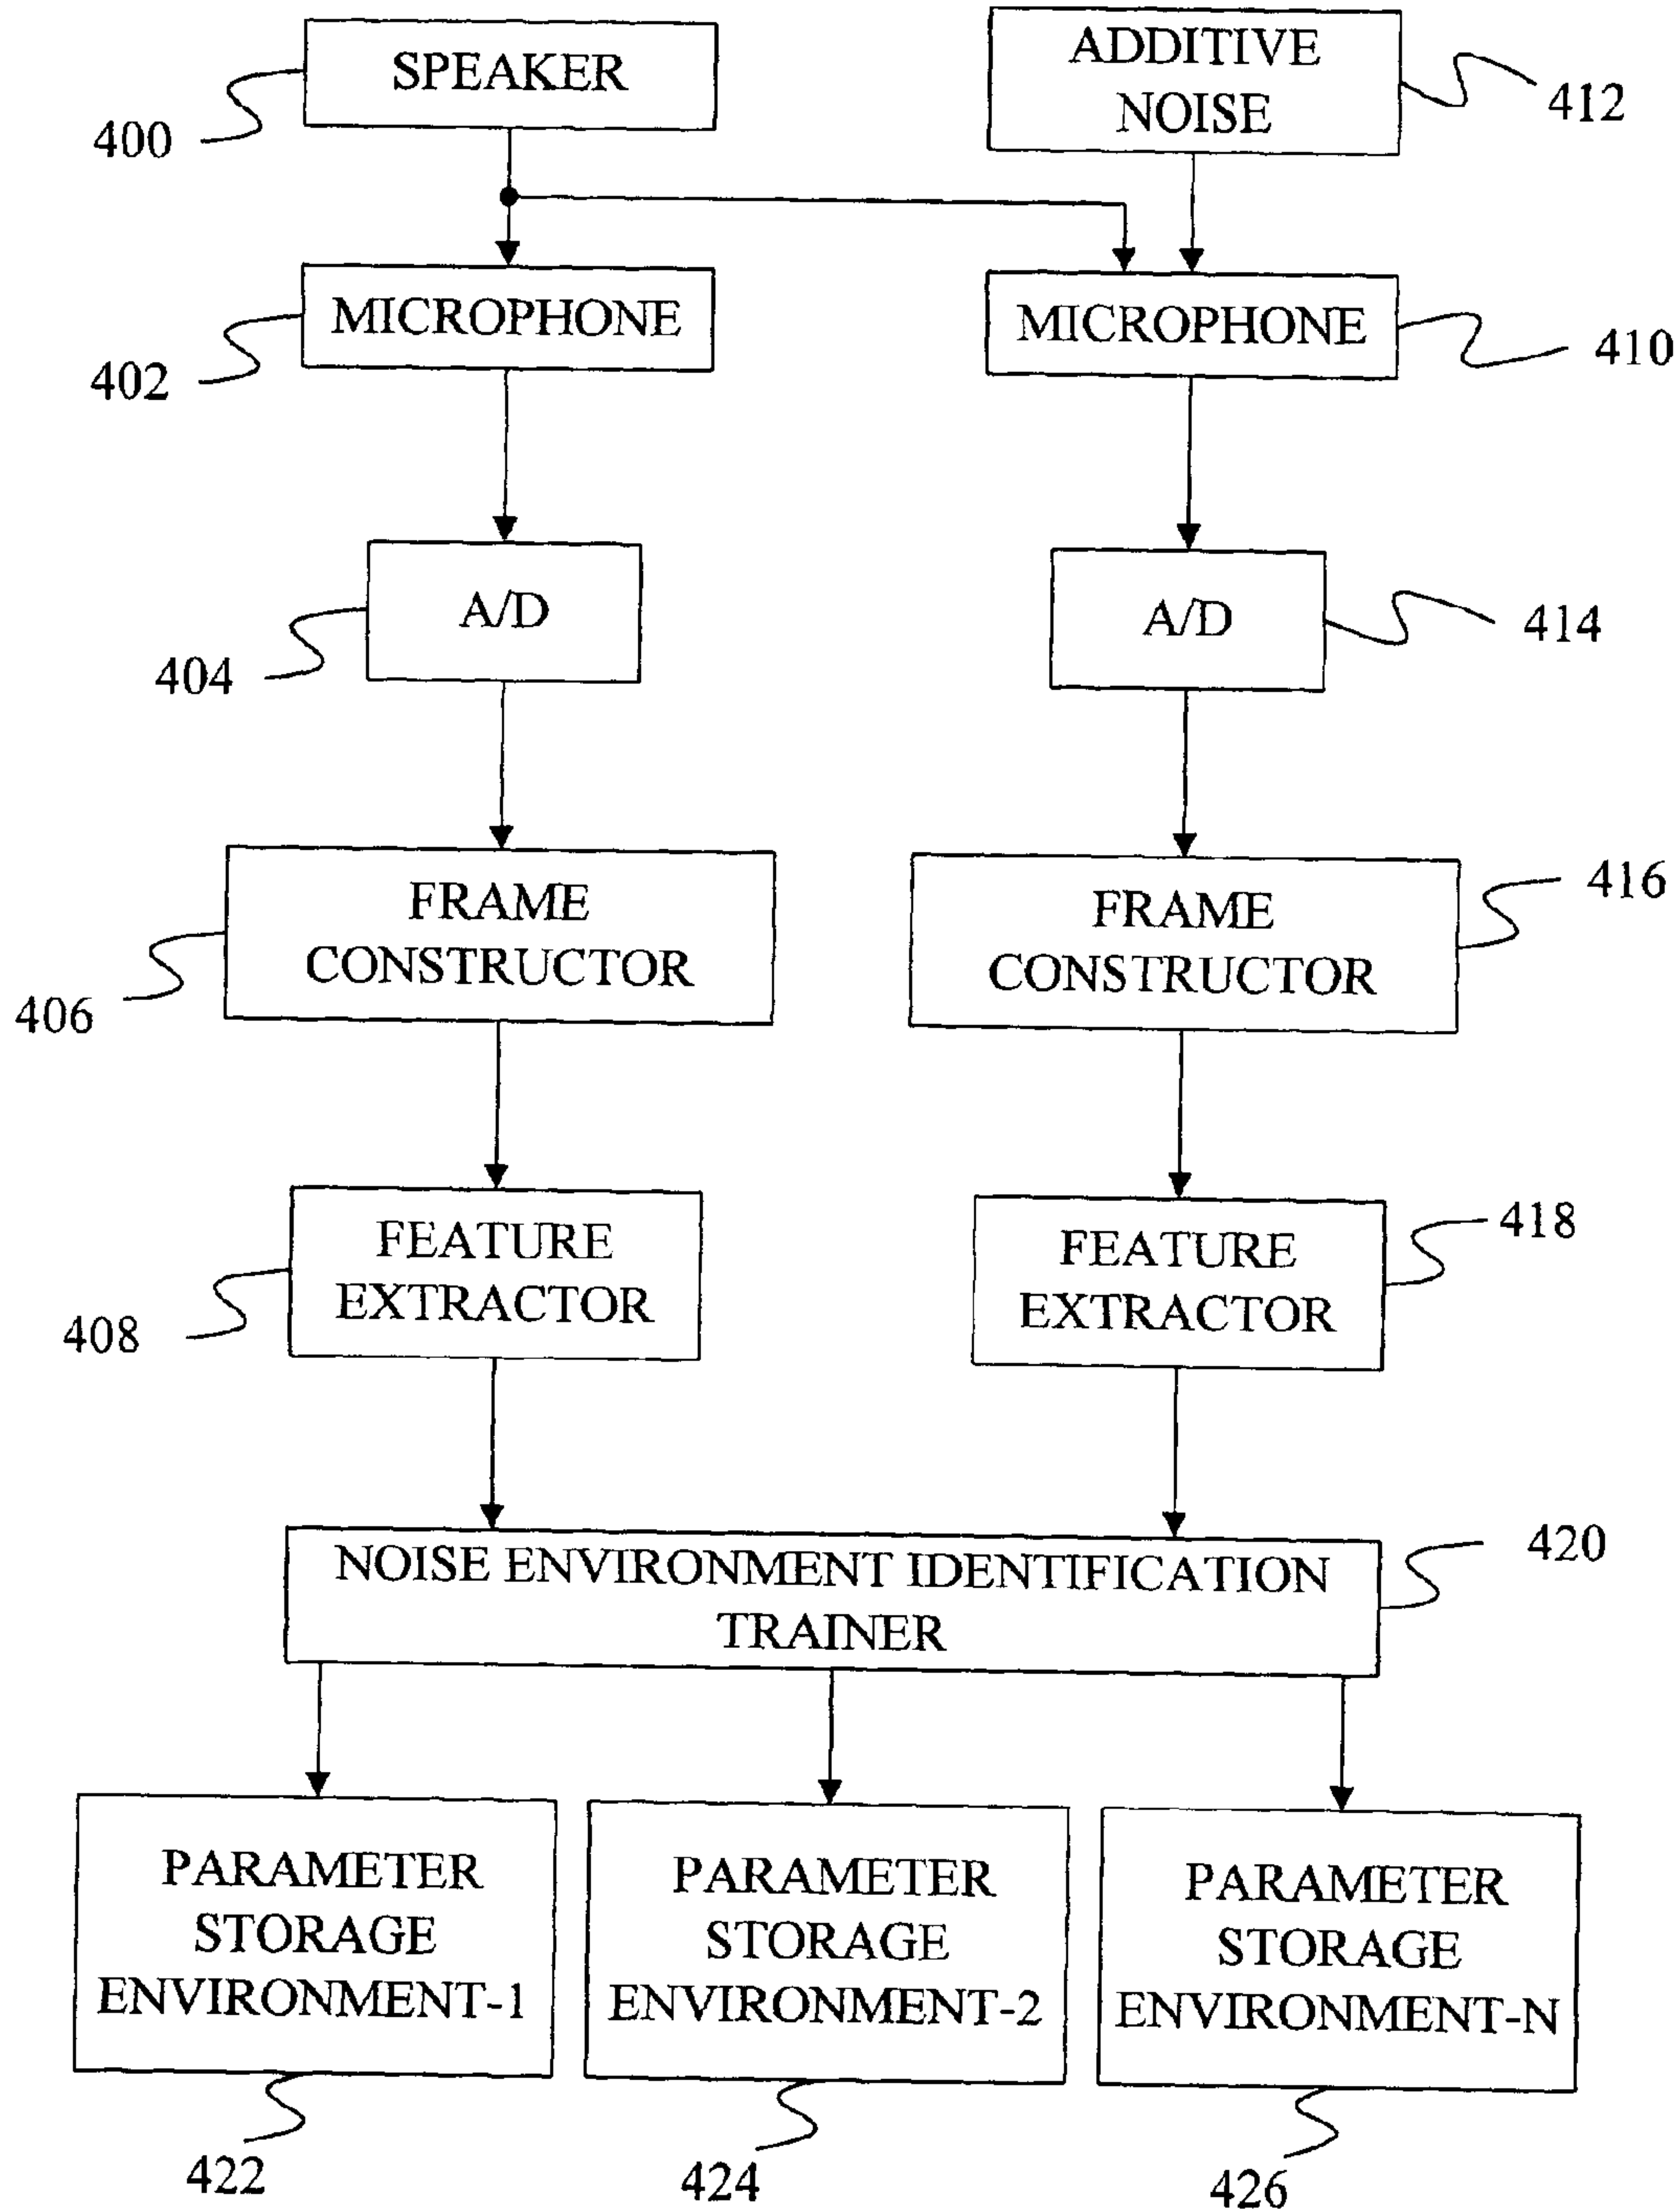 SPEAKER
400
ADDITIVE
NOISE
412
MICROPHONE
402
MICROPHONE
410
A/D
404
A/D
414
FRAME
CONSTRUCTOR
406
FRAME
CONSTRUCTOR
416
FEATURE
EXTRACTOR
408
FEATURE
EXTRACTOR
418
NOISE ENVIRONMENT IDENTIFICATION
TRAINER
420
PARAMETER
STORAGE
ENVIRONMENT-1
422
PARAMETER
STORAGE
ENVIRONMENT-2
424
PARAMETER
STORAGE
ENVIRONMENT-N
426